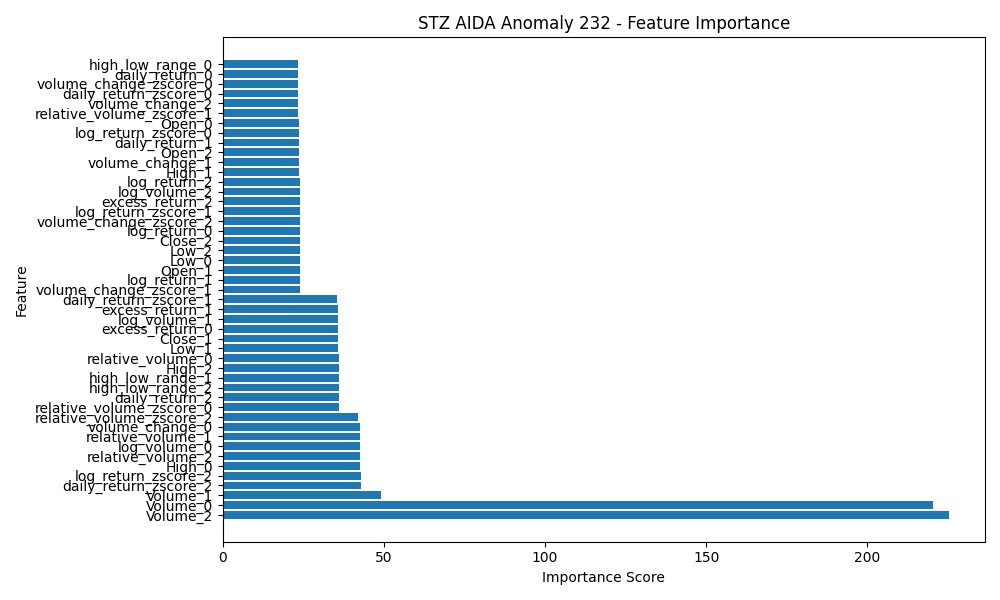 STZ AIDA Anomaly 232 - Feature Importance
high_low_range_0
daily_return_0
volume_change_zscore_0
daily_return_zscore_0
volume_change_2
relative_volume_zscore_1
Open_0
log_return_zscore_0
daily_return_1
Open_2
volume_change_1
High_1
log_return_2
log_volume_2
excess_return_2
log_return_zscore_1
volume_change_zscore_2
log_return_0
Close_2
Low_2
Low_0
Open_1
log_return_1
volume_change_zscore_1
daily_return_zscore_1
excess_return_1
log_volume_1
excess_return_0
Close_1
Low_1
relative_volume_0
High_2
high_low_range_1
high_low_range_2
daily_return_2
relative_volume_zscore_0
relative_volume_zscore_2
volume_change_0
relative_volume_1
log_volume_0
relative_volume_2
High_0
log_return_zscore_2
daily_return_zscore_2
Volume_1
Volume_0
Volume_2
Feature
0 50 100 150 200
Importance Score